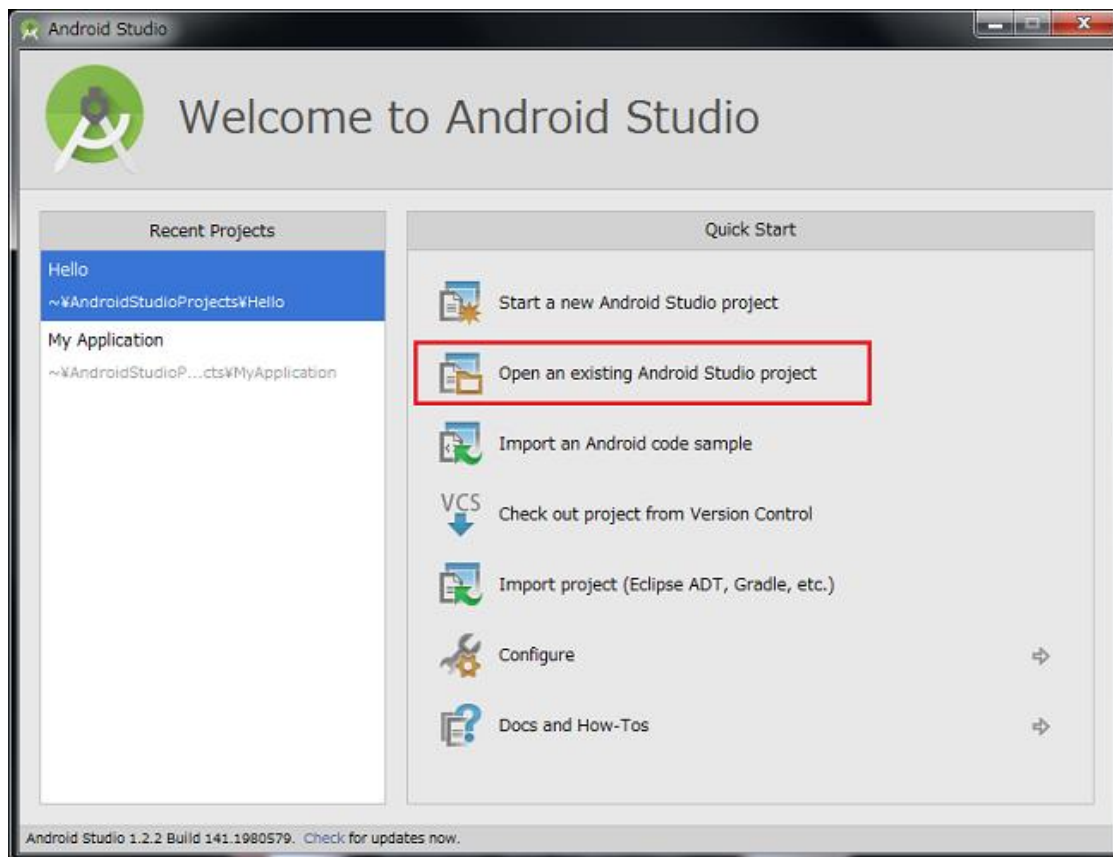 Android Studio
Welcome to Android Studio
Recent Projects
Hello
~¥AndroidStudioProjects¥Hello
My Application
~¥AndroidStudioP...cts¥MyApplication
Quick Start
Start a new Android Studio project
Open an existing Android Studio project
Import an Android code sample
VCS
Check out project from Version Control
Import project (Eclipse ADT, Gradle, etc.)
Configure
Docs and How-Tos
Android Studio 1.2.2 Build 141.1980579. Check for updates now.